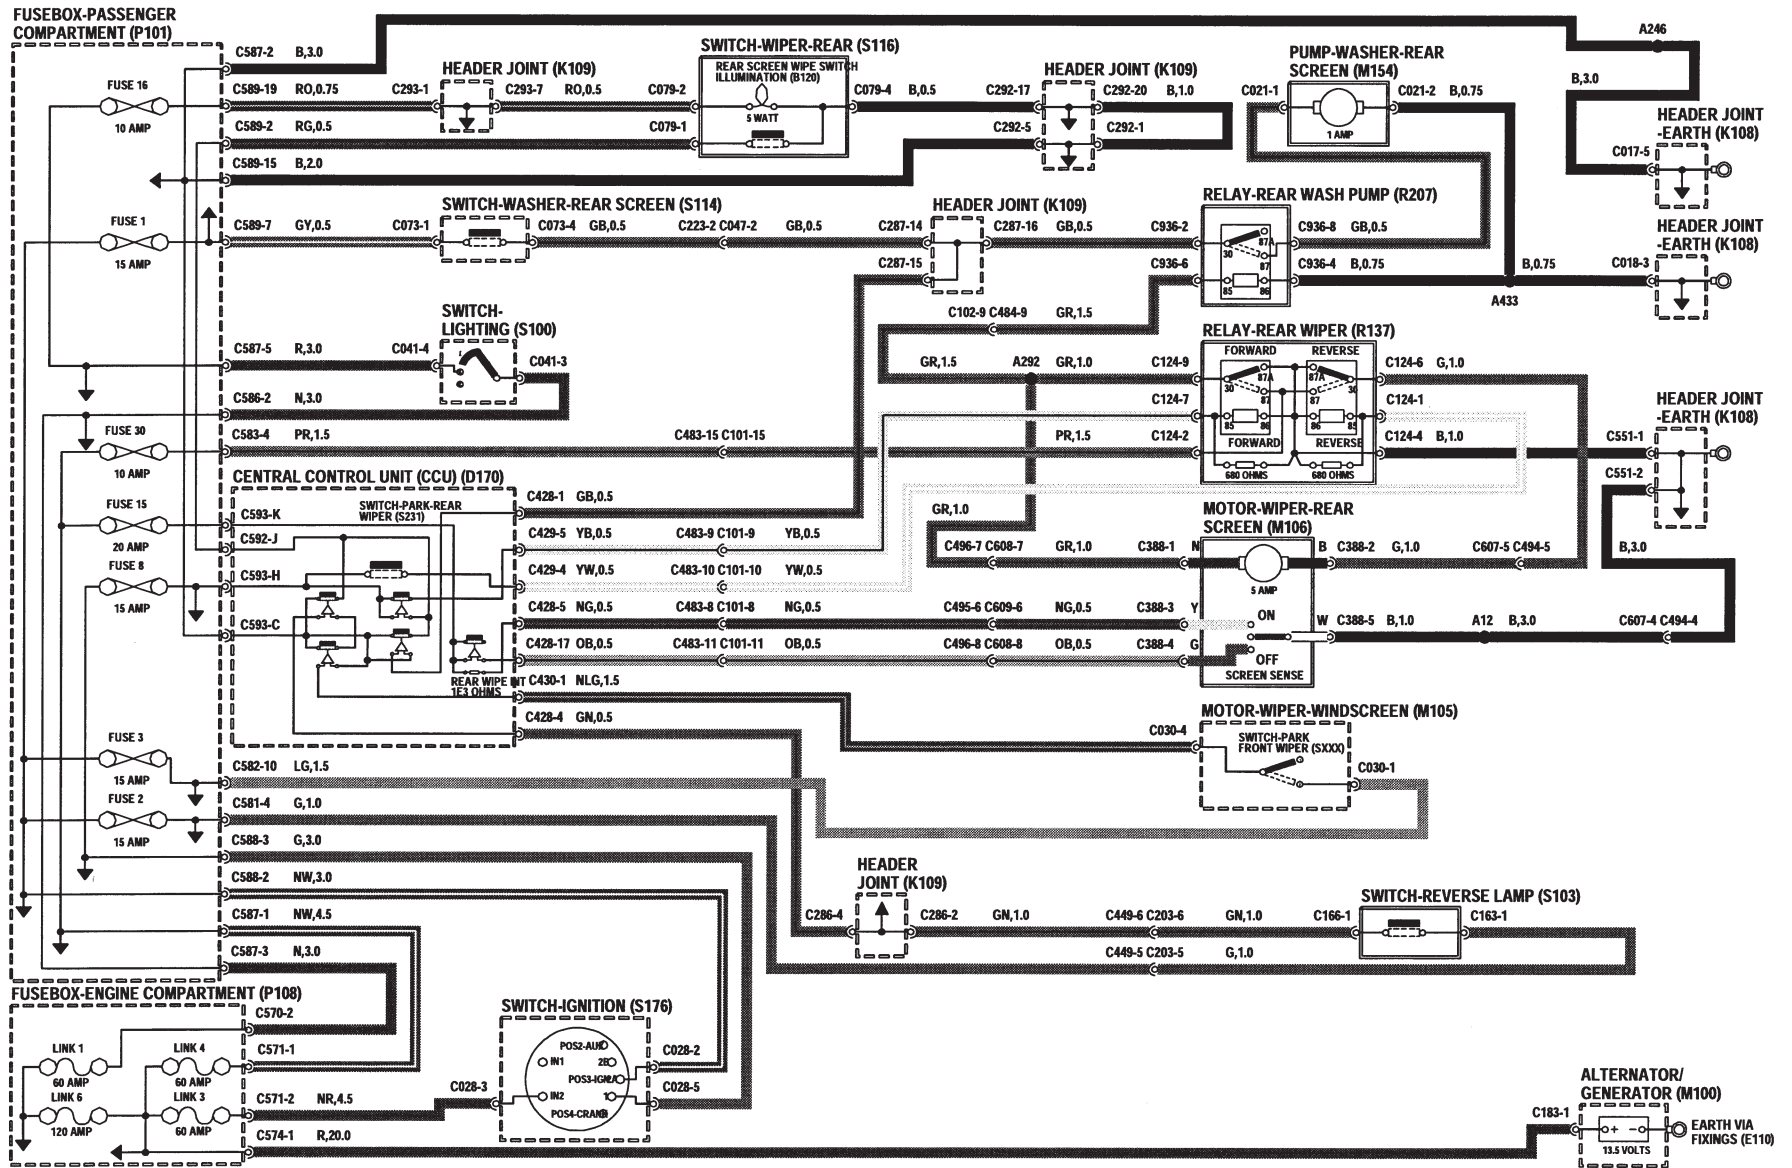 FUSEBOX-PASSENGER
COMPARTMENT (P101)
C587-2 B,3.0
A246
SWITCH-WIPER-REAR (S116)
REAR SCREEN WIPE SWITCH
ILLUMINATION (B120)
5 WATT
PUMP-WASHER-REAR
SCREEN (M154)
1 AMP
HEADER JOINT (K109)
HEADER JOINT (K109)
B,3.0
FUSE 16
10 AMP
C589-19 RO,0.75 C293-1 C293-7 RO,0.5 C079-2 C079-4 B,0.5 C292-17 C292-20 B,1.0 C021-1 C021-2 B,0.75
HEADER JOINT
-EARTH (K108)
C589-2 RG,0.5 C079-1 C292-5 C292-1
C017-5
C589-15 B,2.0
SWITCH-WASHER-REAR SCREEN (S114)
HEADER JOINT (K109)
RELAY-REAR WASH PUMP (R207)
87A
30
87
85 86
HEADER JOINT
-EARTH (K108)
FUSE 1
15 AMP
C589-7 GY,0.5 C073-1 C073-4 GB,0.5 C223-2 C047-2 GB,0.5 C287-14 C287-16 GB,0.5 C936-2 C936-8 GB,0.5
C287-15 C936-6 C936-4 B,0.75 B,0.75 C018-3
A433
SWITCH-
LIGHTING (S100)
C102-9 C484-9 GR,1.5
RELAY-REAR WIPER (R137)
FORWARD REVERSE
87A 87A
30 30
87 87
85 86 86 85
FORWARD REVERSE
680 OHMS 680 OHMS
C587-5 R,3.0 C041-4 C041-3
GR,1.5 A292 GR,1.0 C124-9 C124-6 G,1.0
C586-2 N,3.0
C124-7 C124-1
HEADER JOINT
-EARTH (K108)
FUSE 30
10 AMP
C583-4 PR,1.5 C483-15 C101-15 PR,1.5 C124-2 C124-4 B,1.0 C551-1
C551-2
CENTRAL CONTROL UNIT (CCU) (D170)
SWITCH-PARK-REAR
WIPER (S231)
FUSE 15
20 AMP
C593-K
C592-J
C428-1 GB,0.5
GR,1.0
MOTOR-WIPER-REAR
SCREEN (M106)
C429-5 YB,0.5 C483-9 C101-9 YB,0.5
C496-7 C608-7 GR,1.0 C388-1 N B C388-2 G,1.0 C607-5 C494-5
B,3.0
5 AMP
FUSE 8
15 AMP
C593-H
C429-4 YW,0.5 C483-10 C101-10 YW,0.5
C593-C
C428-5 NG,0.5 C483-8 C101-8 NG,0.5 C495-6 C609-6 NG,0.5 C388-3 Y
ON
W C388-5 B,1.0 A12 B,3.0 C607-4 C494-4
C428-17 OB,0.5 C483-11 C101-11 OB,0.5 C496-8 C608-8 OB,0.5 C388-4 G
OFF
SCREEN SENSE
REAR WIPE INT
1E3 OHMS
C430-1 NLG,1.5
C428-4 GN,0.5
MOTOR-WIPER-WINDSCREEN (M105)
SWITCH-PARK
FRONT WIPER (SXXX)
C030-4
C030-1
FUSE 3
15 AMP
C582-10 LG,1.5
FUSE 2
15 AMP
C581-4 G,1.0
C588-3 G,3.0
C588-2 NW,3.0
HEADER
JOINT (K109)
SWITCH-REVERSE LAMP (S103)
C587-1 NW,4.5
C286-4 C286-2 GN,1.0 C449-6 C203-6 GN,1.0 C166-1 C163-1
C587-3 N,3.0
C449-5 C203-5 G,1.0
FUSEBOX-ENGINE COMPARTMENT (P108)
C570-2
SWITCH-IGNITION (S176)
POS2-AUX
IN1
2B
POS3-IGN
IN2
1
POS4-CRANK
C571-1
C028-2
C028-3
C028-5
LINK 1
60 AMP
LINK 4
60 AMP
LINK 6
120 AMP
LINK 3
60 AMP
C571-2 NR,4.5
C574-1 R,20.0
ALTERNATOR/
GENERATOR (M100)
C183-1
+ -
13.5 VOLTS
EARTH VIA
FIXINGS (E110)